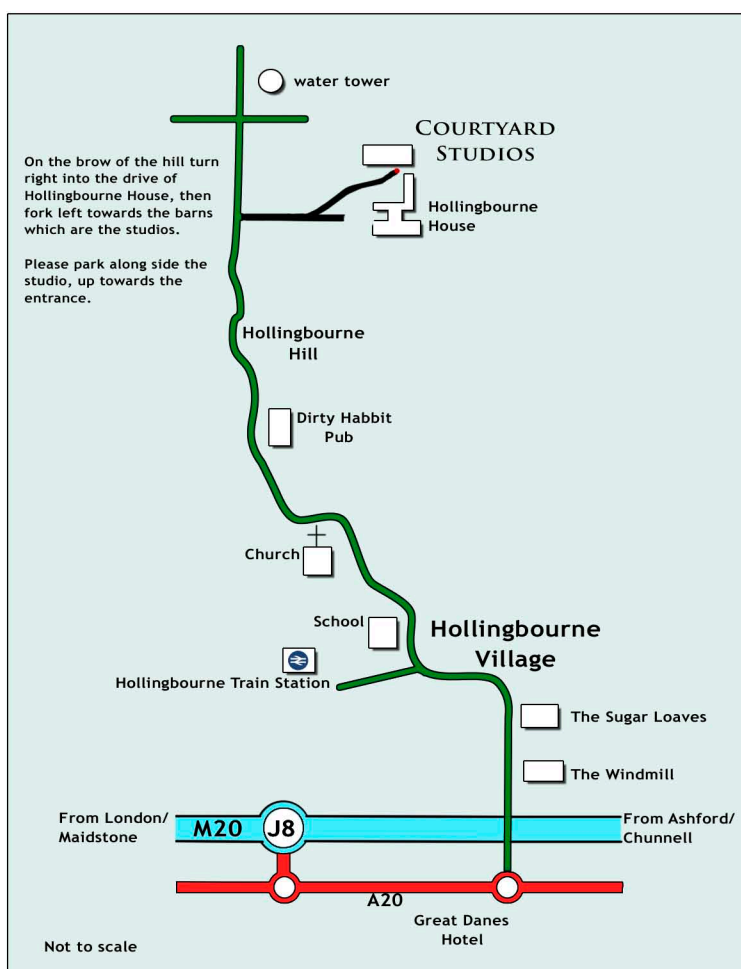 water tower
COURTYARD
STUDIOS
On the brow of the hill turn
right into the drive of
Hollingbourne House, then
fork left towards the barns
which are the studios.
Please park along side the
studio, up towards the
entrance.
Hollingbourne
House
Hollingbourne
Hill
Dirty Habbit
Pub
Church
School
Hollingbourne
Village
Hollingbourne Train Station
The Sugar Loaves
The Windmill
From London/
Maidstone
M20
J8
From Ashford/
Chunnell
A20
Great Danes
Hotel
Not to scale